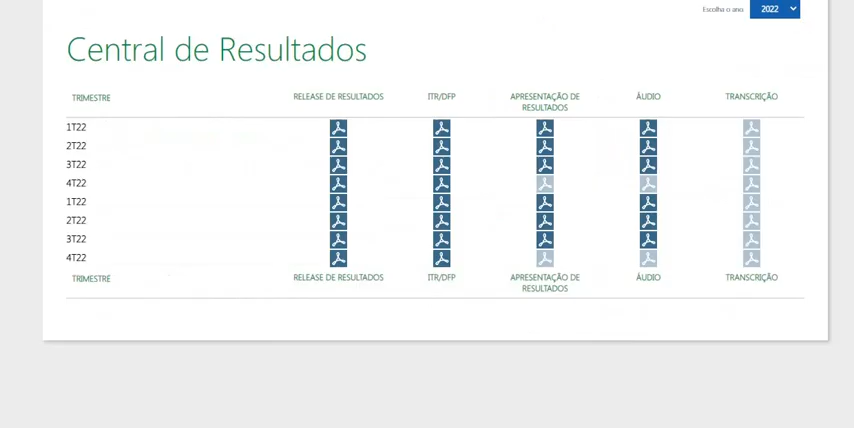 Escolha o ano: 2022
Central de Resultados
TRIMESTRE RELEASE DE RESULTADOS ITR/DFP APRESENTAÇÃO DE RESULTADOS ÁUDIO TRANSCRIÇÃO
1T22
2T22
3T22
4T22
1T22
2T22
3T22
4T22
TRIMESTRE RELEASE DE RESULTADOS ITR/DFP APRESENTAÇÃO DE RESULTADOS ÁUDIO TRANSCRIÇÃO